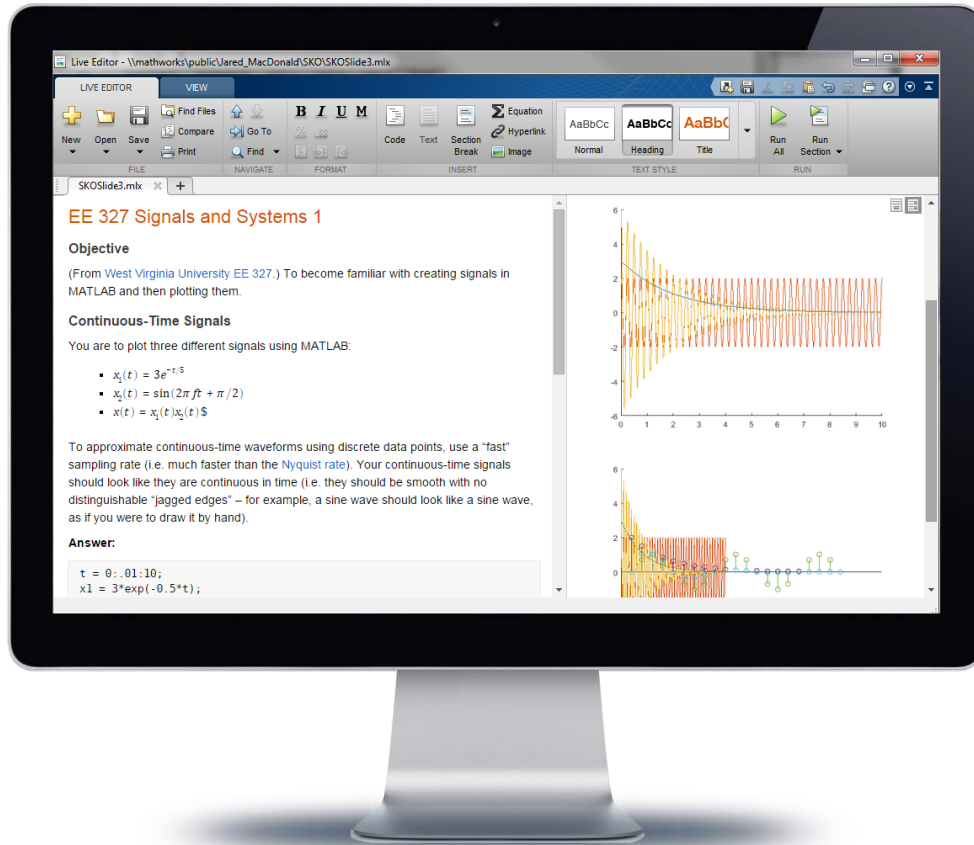 Live Editor - \\mathworks\public\Jared_MacDonald\SKO\SKOSlide3.mlx
LIVE EDITOR VIEW
New Open Save Find Files Compare Print
Go To Find
B I U M
Code Text Section Break Equation Hyperlink Image
AaBbCc Normal AaBbCc Heading AaBbC Title
Run All Run Section
FILE NAVIGATE FORMAT INSERT TEXT STYLE RUN
SKOSlide3.mlx
EE 327 Signals and Systems 1
Objective
(From West Virginia University EE 327.) To become familiar with creating signals in
MATLAB and then plotting them.
Continuous-Time Signals
You are to plot three different signals using MATLAB:
▪ x₁(t) = 3e^{-t/5}
▪ x₂(t) = sin(2π ft + π/2)
▪ x(t) = x₁(t)x₂(t)$
To approximate continuous-time waveforms using discrete data points, use a "fast"
sampling rate (i.e. much faster than the Nyquist rate). Your continuous-time signals
should look like they are continuous in time (i.e. they should be smooth with no
distinguishable "jagged edges" – for example, a sine wave should look like a sine wave,
as if you were to draw it by hand).
Answer:
t = 0:.01:10;
x1 = 3*exp(-0.5*t);
6
4
2
0
-2
-4
-6
0 1 2 3 4 5 6 7 8 9 10
6
4
2
0